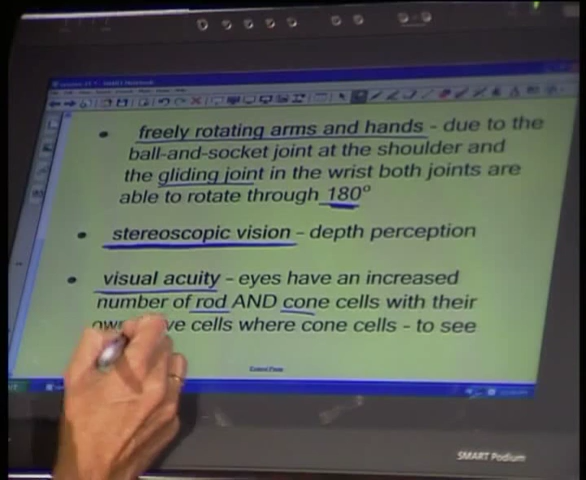 • freely rotating arms and hands - due to the
ball-and-socket joint at the shoulder and
the gliding joint in the wrist both joints are
able to rotate through 180°
• stereoscopic vision - depth perception
• visual acuity - eyes have an increased
number of rod AND cone cells with their
cells where cone cells - to see
SMART Podium